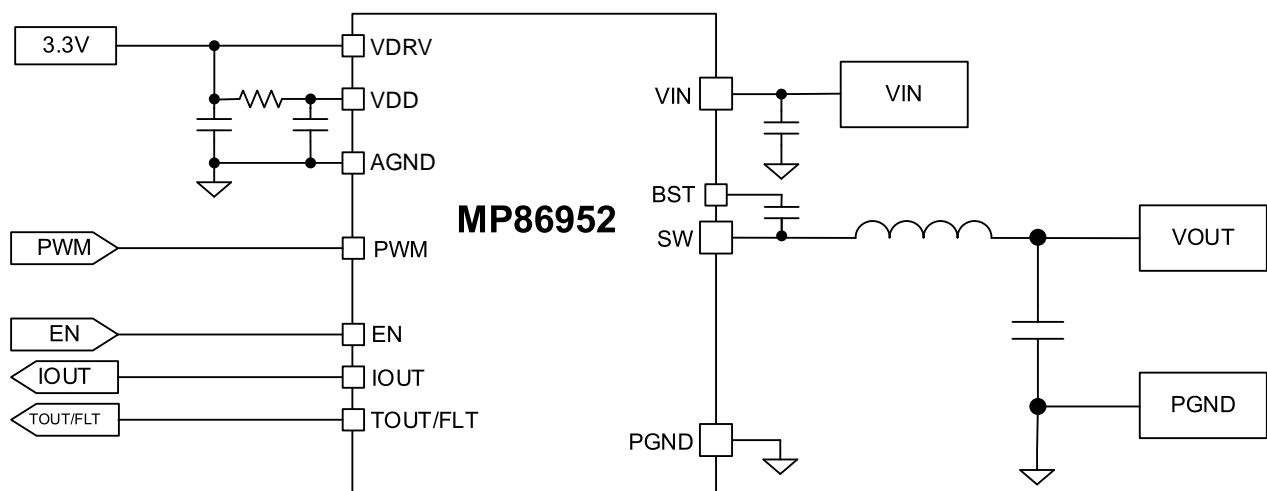 3.3V
VDRV
VDD
AGND
PWM
PWM
EN
EN
IOUT
IOUT
TOUT/FLT
TOUT/FLT
MP86952
VIN
VIN
BST
SW
VOUT
PGND
PGND